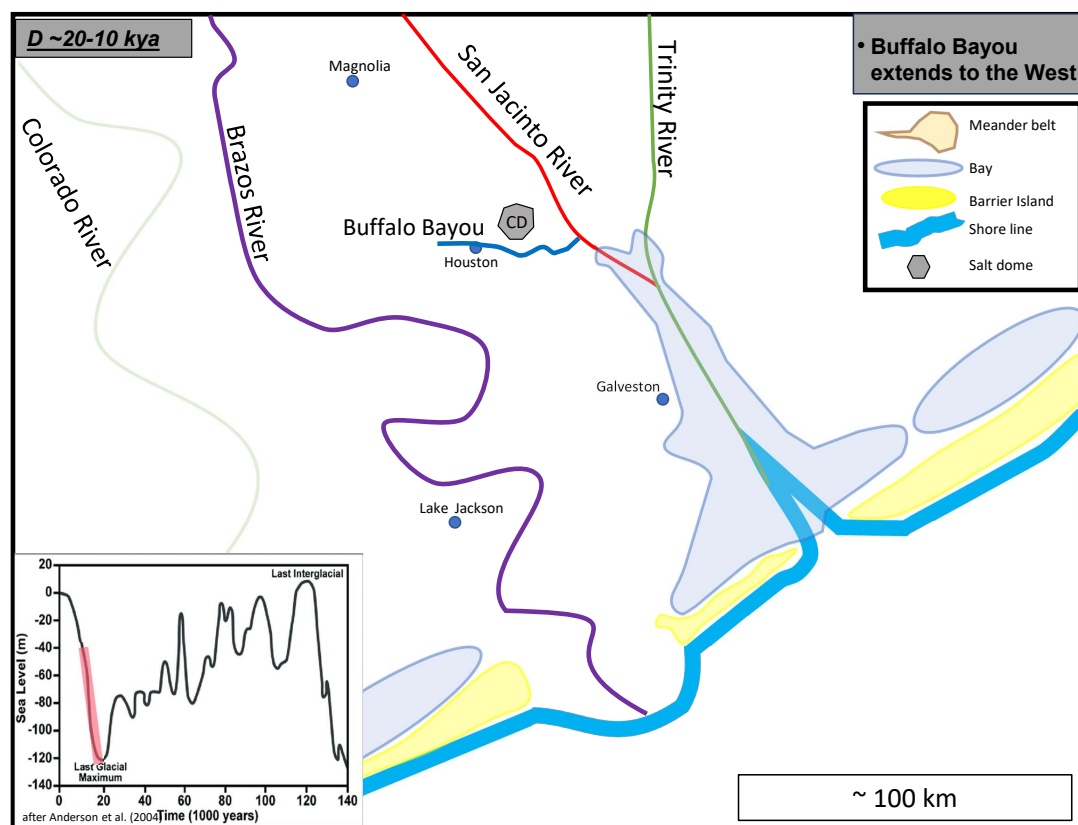 D ~20-10 kya
• Buffalo Bayou
extends to the West
Meander belt
Bay
Barrier Island
Shore line
Salt dome
Magnolia
Colorado River
Brazos River
San Jacinto River
Trinity River
CD
Buffalo Bayou
Houston
Galveston
Lake Jackson
Last Interglacial
20
0
-20
-40
-60
-80
-100
-120
-140
Sea Level (m)
Last Glacial
Maximum
0
20
40
60
80
100
120
140
after Anderson et al. (2004)
Time (1000 years)
~ 100 km